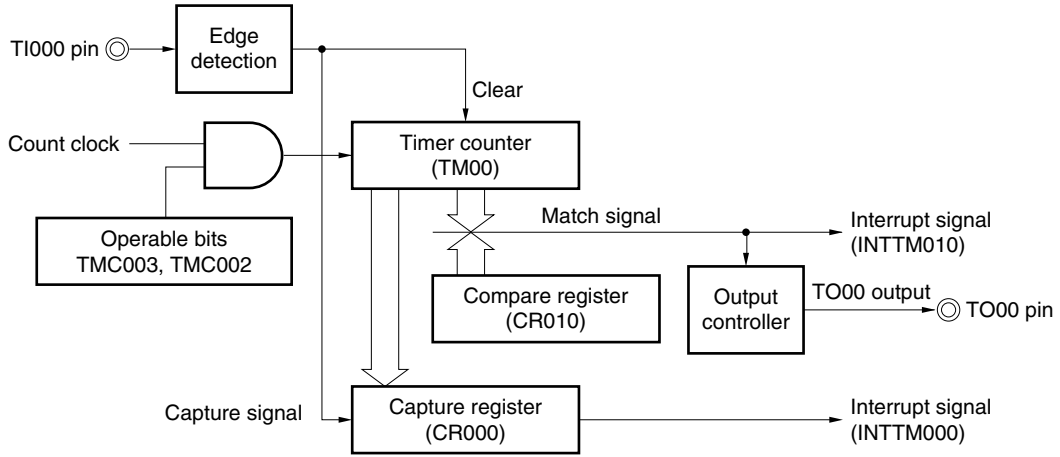 TI000 pin
Edge
detection
Clear
Count clock
Timer counter
(TM00)
Operable bits
TMC003, TMC002
Match signal
Interrupt signal
(INTTM010)
Compare register
(CR010)
Output
controller
TO00 output
TO00 pin
Capture signal
Capture register
(CR000)
Interrupt signal
(INTTM000)